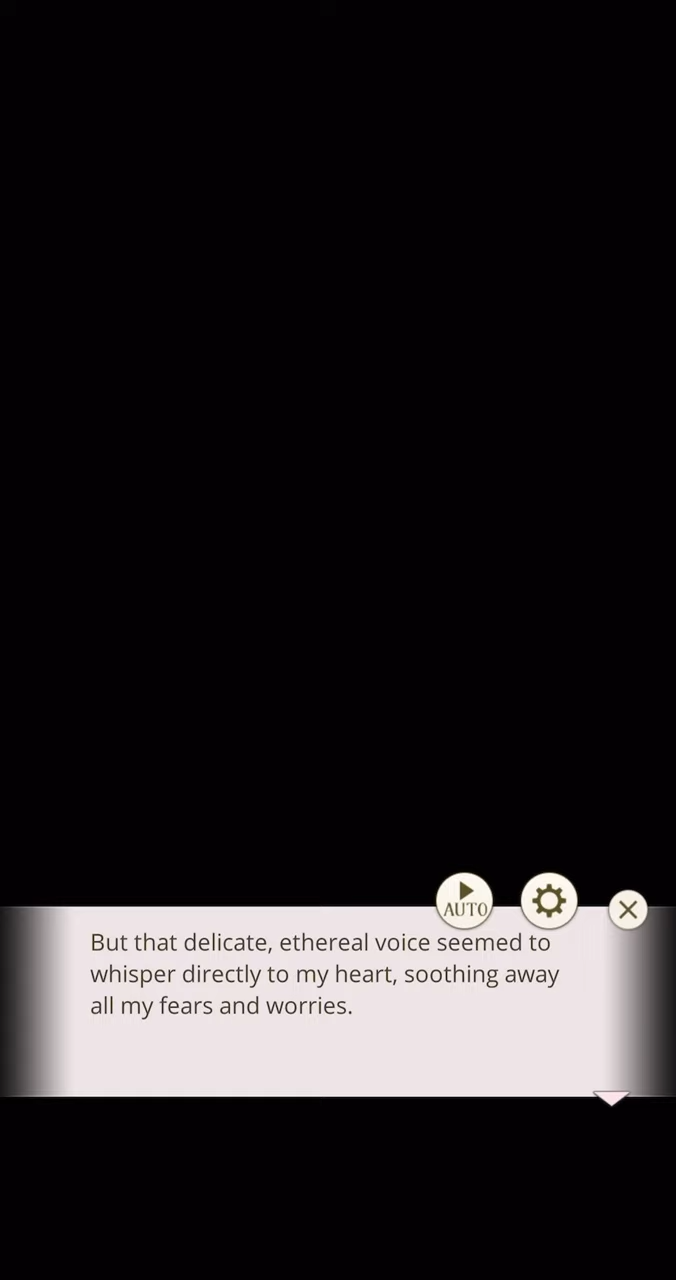 AUTO
But that delicate, ethereal voice seemed to
whisper directly to my heart, soothing away
all my fears and worries.